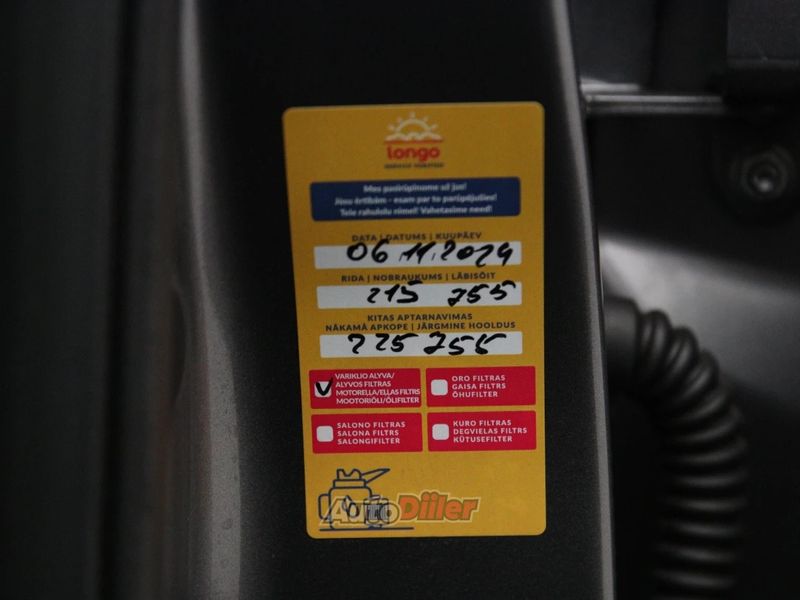 longo
Mes pasirūpinome už jus!
Jūsu ērtībām - esam par to parūpējušies!
Teie rahulolu nimel! Vahetasime need!
DATA | DATUMS | KUUPÄEV
06.11.2024
RIDA | NOBRAUKUMS | LÄBISÕIT
215 755
KITAS APTARNAVIMAS
NĀKAMĀ APKOPE | JÄRGMINE HOOLDUS
225 755
VARIKLIO ALYVA/
ALYVOS FILTRAS
MOTORELLA/ELLAS FILTRS
MOOTORIÕLI/ÕLIFILTER
ORO FILTRAS
GAISA FILTRS
ÕHUFILTER
SALONO FILTRAS
SALONA FILTRS
SALONGIFILTER
KURO FILTRAS
DEGVIELAS FILTRS
KÜTUSEFILTER
AutoDiiler